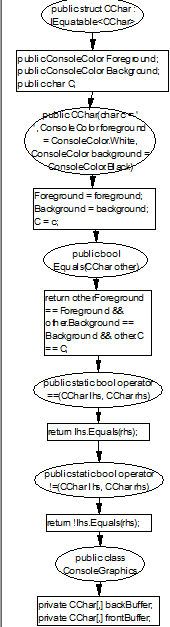 public struct CChar :
IEquatable<CChar>
public ConsoleColor Foreground;
public ConsoleColor Background;
public char C;
public CChar(char c = '
', ConsoleColor foreground
= ConsoleColor.White,
ConsoleColor background =
ConsoleColor.Black)
Foreground = foreground;
Background = background;
C = c;
public bool
Equals(CChar other)
return other.Foreground
== Foreground &&
other.Background ==
Background && other.C
== C;
public static bool operator
==(CChar lhs, CChar rhs)
return lhs.Equals(rhs);
public static bool operator
!=(CChar lhs, CChar rhs)
return !lhs.Equals(rhs);
public class
ConsoleGraphics
private CChar[,] backBuffer;
private CChar[,] frontBuffer;